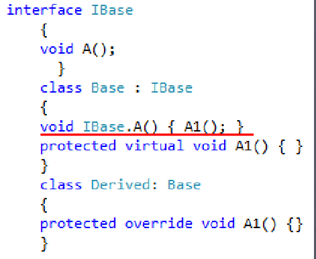 interface IBase
{
void A();
}
class Base : IBase
{
void IBase.A() { A1(); }
protected virtual void A1() { }
}
class Derived: Base
{
protected override void A1() {}
}